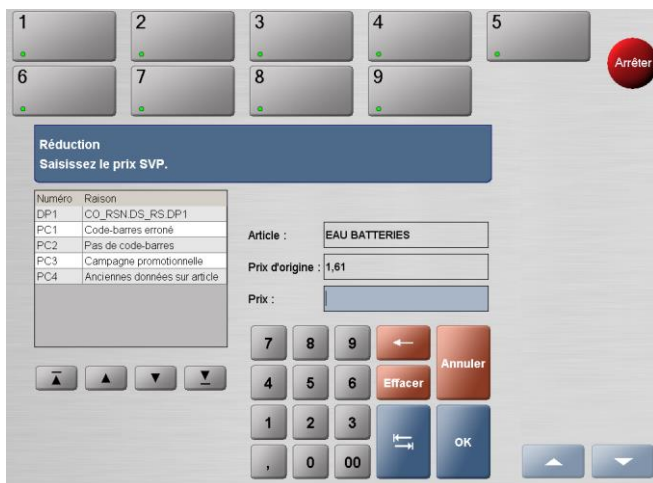 1 2 3 4 5
Arrêter
6 7 8 9
Réduction
Saisissez le prix SVP.
Numéro Raison
DP1 CO_RSN.DS_RS.DP1
PC1 Code-barres erroné
PC2 Pas de code-barres
PC3 Campagne promotionnelle
PC4 Anciennes données sur article
Article : EAU BATTERIES
Prix d'origine : 1,61
Prix :
7 8 9
Annuler
4 5 6 Effacer
1 2 3
OK
, 0 00